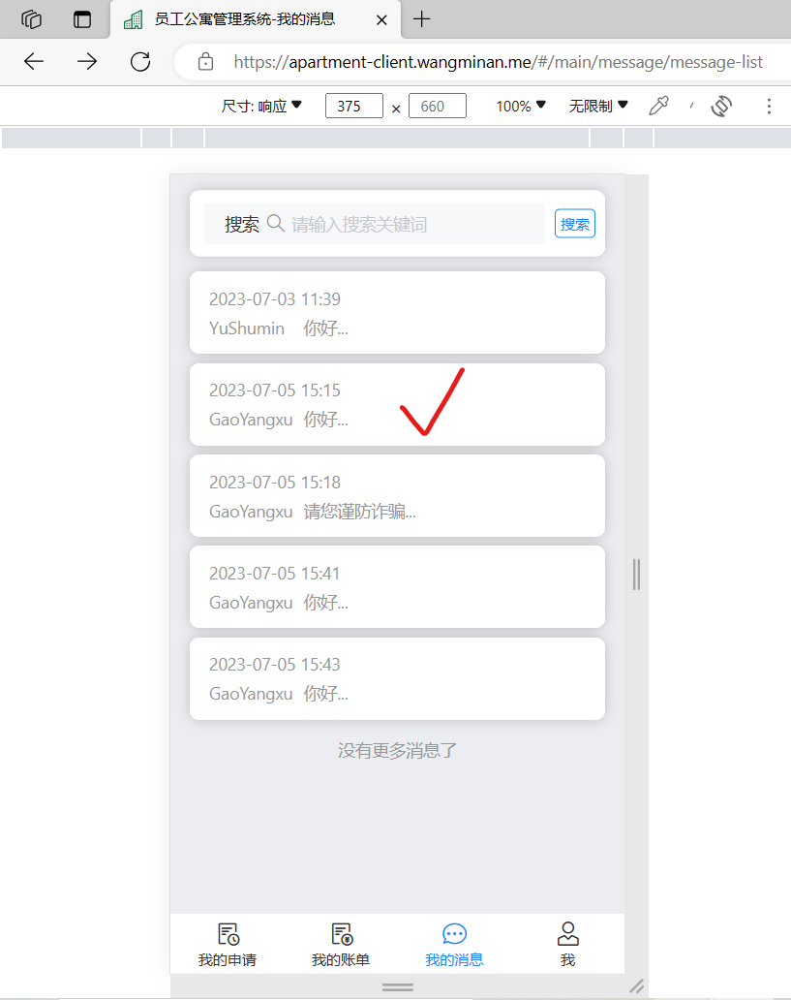 员工公寓管理系统-我的消息
https://apartment-client.wangminan.me/#/main/message/message-list
尺寸: 响应 375 × 660 100% 无限制
搜索 请输入搜索关键词 搜索
2023-07-03 11:39
YuShumin 你好...
2023-07-05 15:15
GaoYangxu 你好...
2023-07-05 15:18
GaoYangxu 请您谨防诈骗...
2023-07-05 15:41
GaoYangxu 你好...
2023-07-05 15:43
GaoYangxu 你好...
没有更多消息了
我的申请 我的账单 我的消息 我